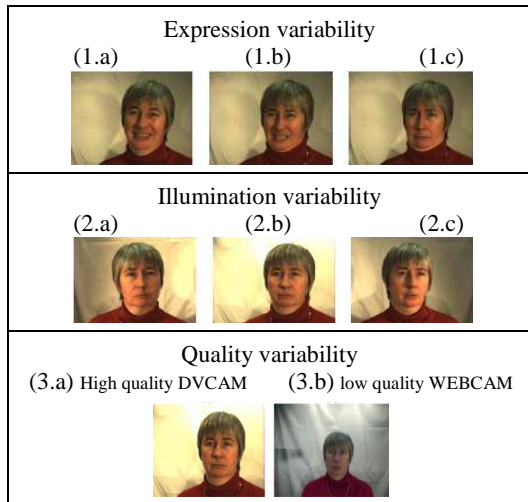 Expression variability
(1.a) (1.b) (1.c)
Illumination variability
(2.a) (2.b) (2.c)
Quality variability
(3.a) High quality DVCAM (3.b) low quality WEBCAM